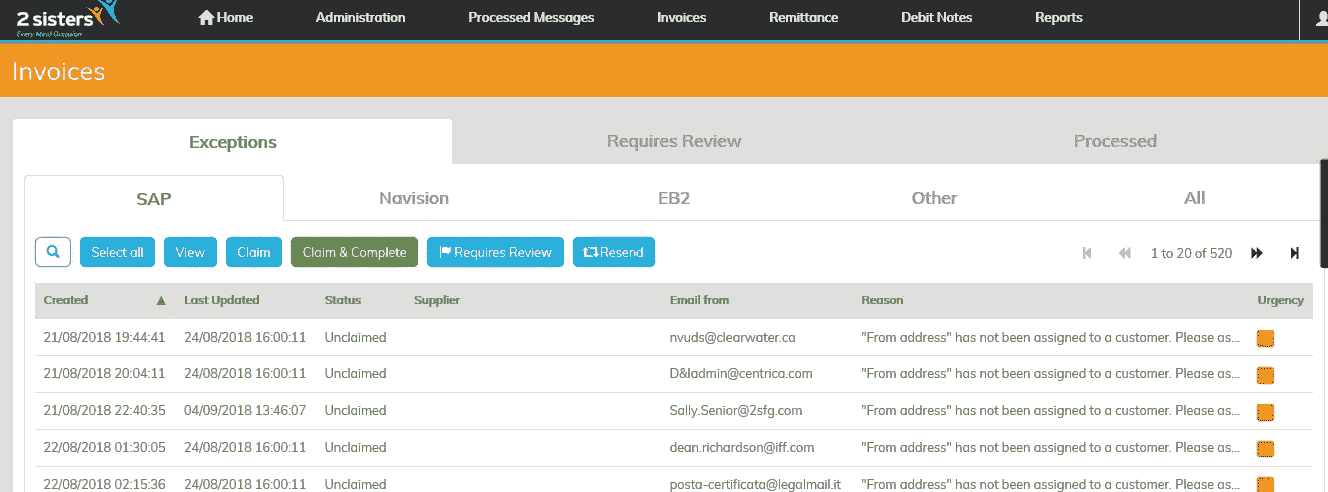 2 sisters
Every Meal Occasion
Home Administration Processed Messages Invoices Remittance Debit Notes Reports
Invoices
Exceptions Requires Review Processed
SAP Navision EB2 Other All
Select all View Claim Claim & Complete Requires Review Resend 1 to 20 of 520
Created Last Updated Status Supplier Email from Reason Urgency
21/08/2018 19:44:41 24/08/2018 16:00:11 Unclaimed nvuds@clearwater.ca "From address" has not been assigned to a customer. Please as...
21/08/2018 20:04:11 24/08/2018 16:00:11 Unclaimed D&Iadmin@centrica.com "From address" has not been assigned to a customer. Please as...
21/08/2018 22:40:35 04/09/2018 13:46:07 Unclaimed Sally.Senior@2sfg.com "From address" has not been assigned to a customer. Please as...
22/08/2018 01:30:05 24/08/2018 16:00:11 Unclaimed dean.richardson@iff.com "From address" has not been assigned to a customer. Please as...
22/08/2018 02:15:36 24/08/2018 16:00:11 Unclaimed posta-certificata@legalmail.it "From address" has not been assigned to a customer. Please as...